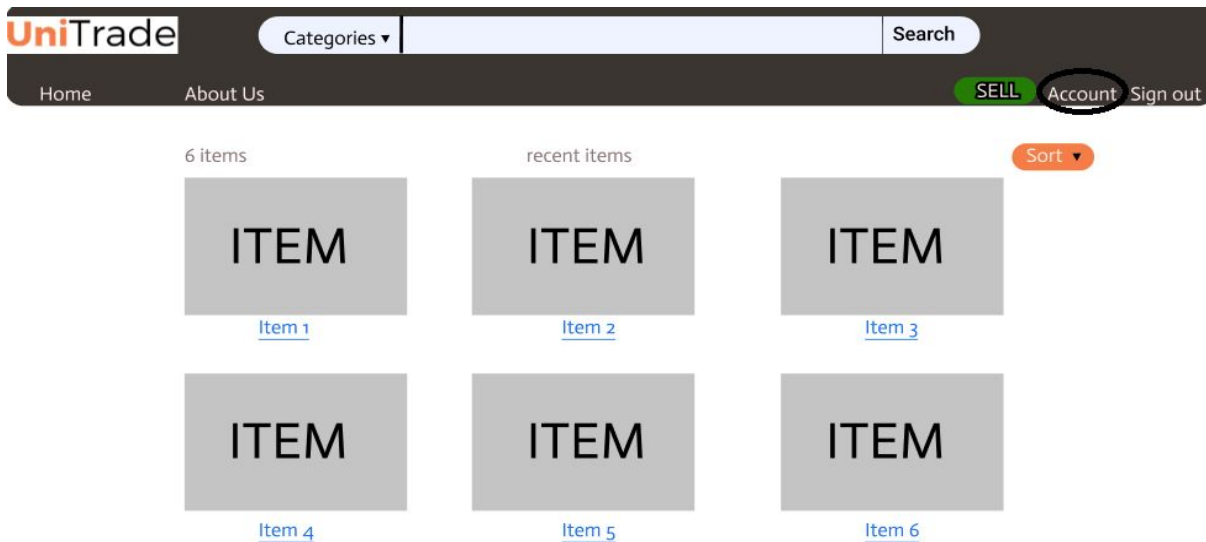 UniTrade Categories ▾ Search
Home About Us SELL Account Sign out
6 items recent items Sort ▾
ITEM ITEM ITEM
Item 1 Item 2 Item 3
ITEM ITEM ITEM
Item 4 Item 5 Item 6